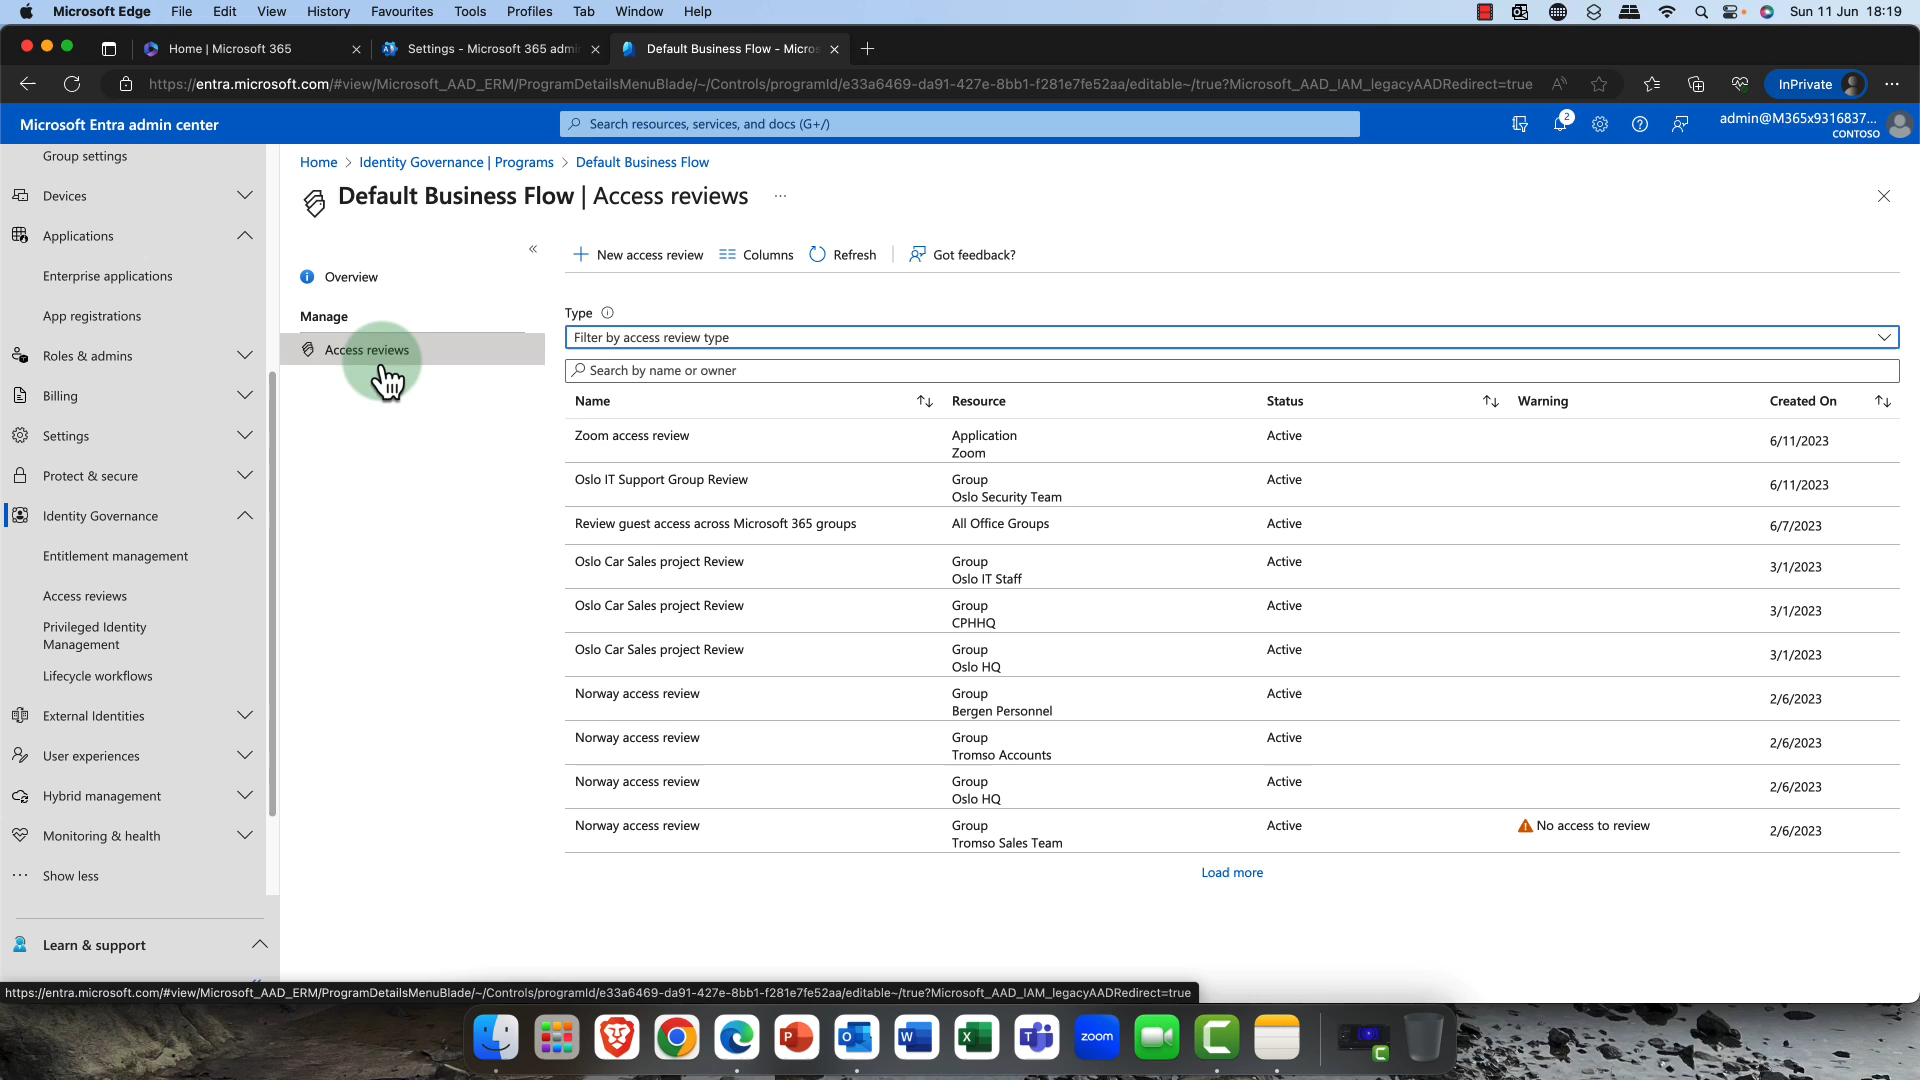 Microsoft Edge File Edit View History Favourites Tools Profiles Tab Window Help Sun 11 Jun 18:19
Home | Microsoft 365 Settings - Microsoft 365 admi Default Business Flow - Micros
https://entra.microsoft.com/#view/Microsoft_AAD_ERM/ProgramDetailsMenuBlade/~/Controls/programId/e33a6469-da91-427e-8bb1-f281e7fe52aa/editable~/true?Microsoft_AAD_IAM_legacyAADRedirect=true InPrivate
Microsoft Entra admin center Search resources, services, and docs (G+/) 2 admin@M365x9316837...
CONTOSO
Home > Identity Governance | Programs > Default Business Flow
Default Business Flow | Access reviews ...
Group settings
Devices
Applications
Enterprise applications
App registrations
Roles & admins
Billing
Settings
Protect & secure
Identity Governance
Entitlement management
Access reviews
Privileged Identity
Management
Lifecycle workflows
External Identities
User experiences
Hybrid management
Monitoring & health
Show less
Learn & support
Overview
Manage
Access reviews
New access review Columns Refresh Got feedback?
Type
Filter by access review type
Search by name or owner
Name Resource Status Warning Created On
Zoom access review Application Active 6/11/2023
Zoom
Oslo IT Support Group Review Group Active 6/11/2023
Oslo Security Team
Review guest access across Microsoft 365 groups All Office Groups Active 6/7/2023
Oslo Car Sales project Review Group Active 3/1/2023
Oslo IT Staff
Oslo Car Sales project Review Group Active 3/1/2023
CPHHQ
Oslo Car Sales project Review Group Active 3/1/2023
Oslo HQ
Norway access review Group Active 2/6/2023
Bergen Personnel
Norway access review Group Active 2/6/2023
Tromso Accounts
Norway access review Group Active 2/6/2023
Oslo HQ
Norway access review Group Active No access to review 2/6/2023
Tromso Sales Team
Load more
https://entra.microsoft.com/#view/Microsoft_AAD_ERM/ProgramDetailsMenuBlade/~/Controls/programId/e33a6469-da91-427e-8bb1-f281e7fe52aa/editable~/true?Microsoft_AAD_IAM_legacyAADRedirect=true
zoom